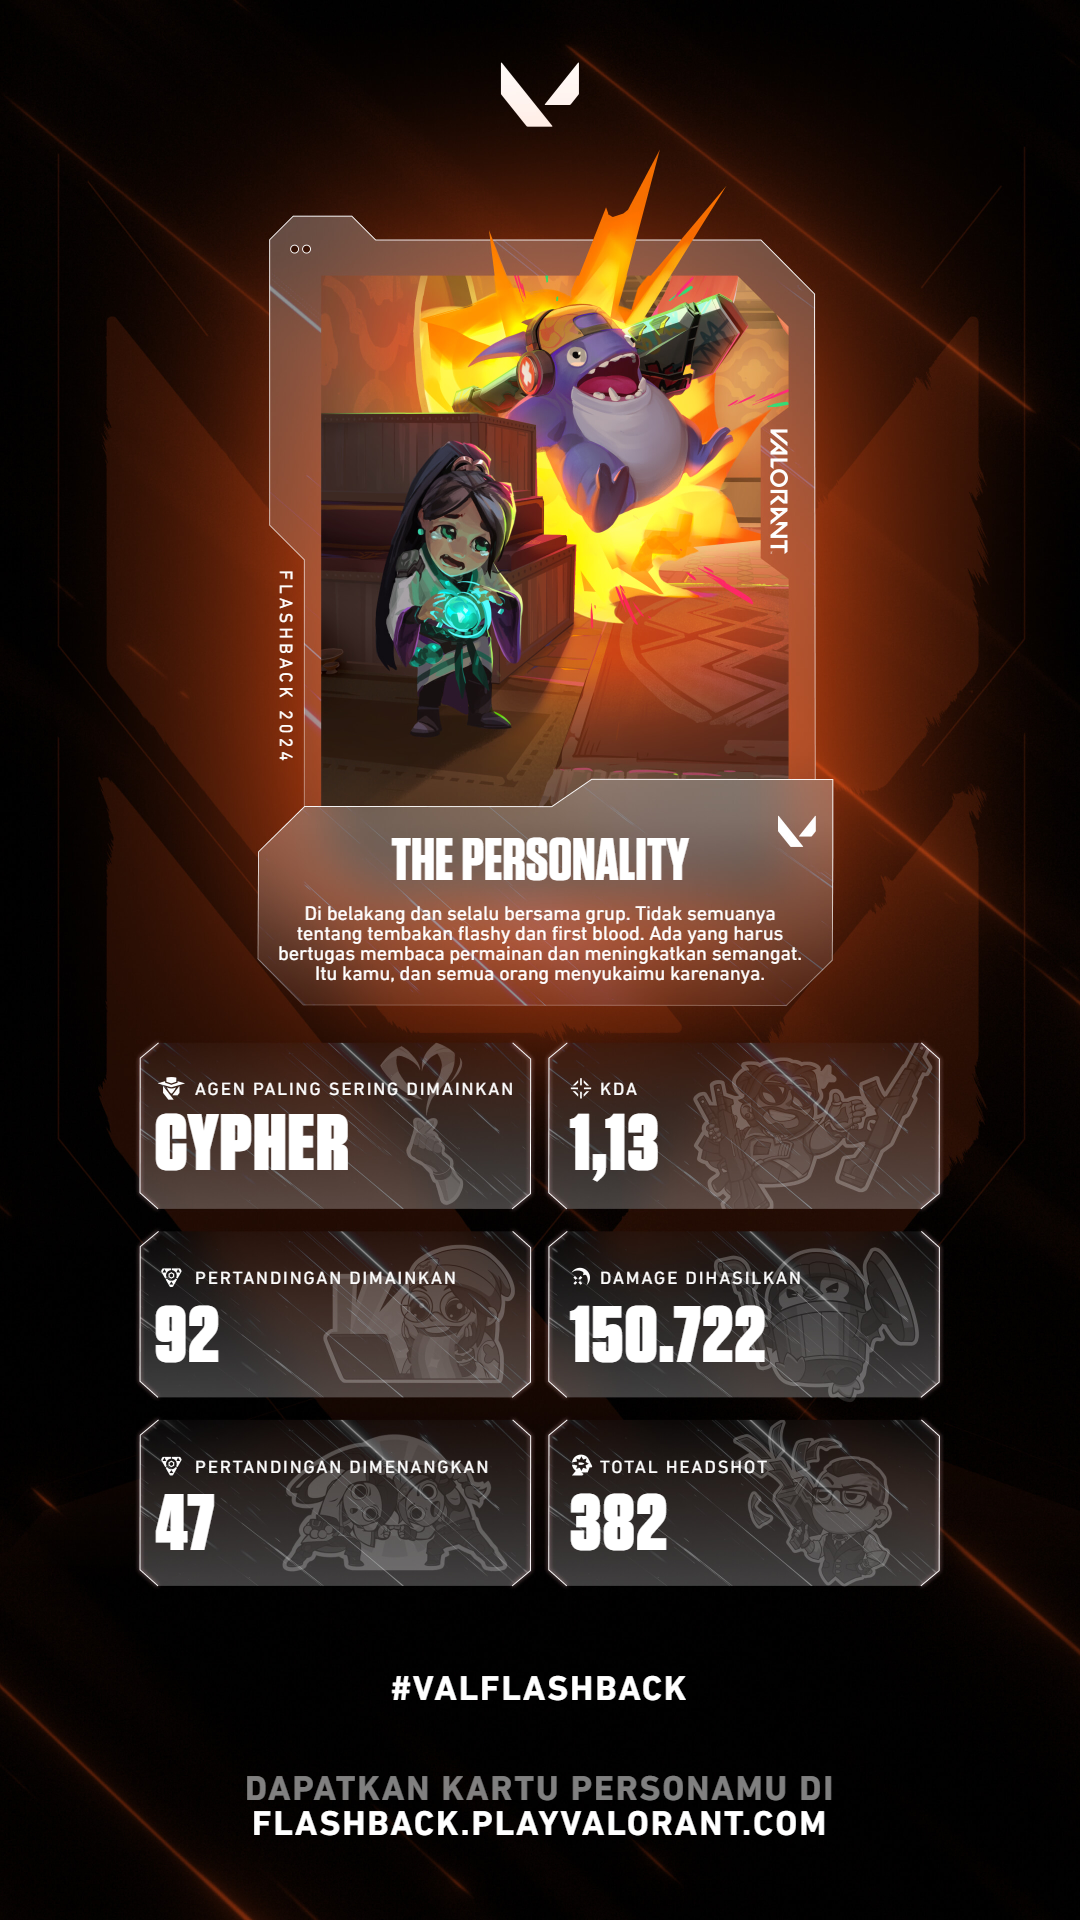 VALORANT
FLASHBACK 2024
THE PERSONALITY
Di belakang dan selalu bersama grup. Tidak semuanya
tentang tembakan flashy dan first blood. Ada yang harus
bertugas membaca permainan dan meningkatkan semangat.
Itu kamu, dan semua orang menyukaimu karenanya.
AGEN PALING SERING DIMAINKAN
CYPHER
KDA
1,13
PERTANDINGAN DIMAINKAN
92
DAMAGE DIHASILKAN
150.722
PERTANDINGAN DIMENANGKAN
47
TOTAL HEADSHOT
382
#VALFLASHBACK
DAPATKAN KARTU PERSONAMU DI
FLASHBACK.PLAYVALORANT.COM